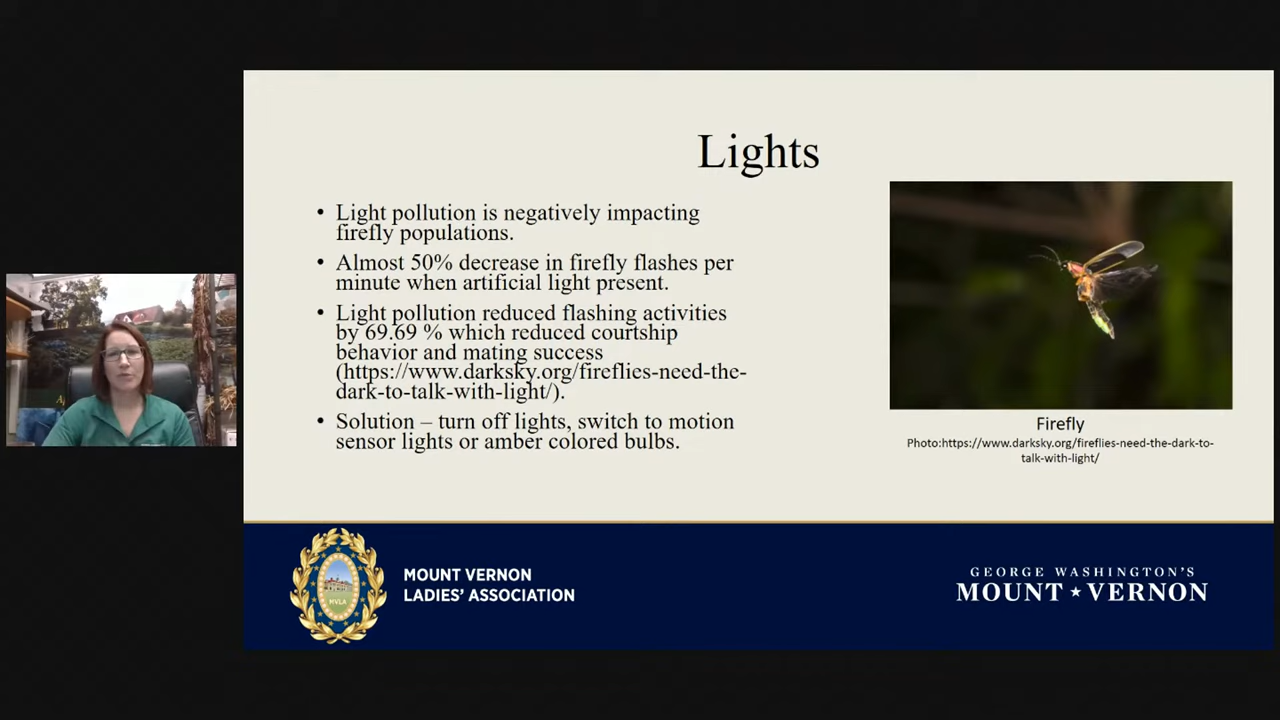 Lights
• Light pollution is negatively impacting
firefly populations.
• Almost 50% decrease in firefly flashes per
minute when artificial light present.
• Light pollution reduced flashing activities
by 69.69 % which reduced courtship
behavior and mating success
(https://www.darksky.org/fireflies-need-the-
dark-to-talk-with-light/).
• Solution – turn off lights, switch to motion
sensor lights or amber colored bulbs.
Firefly
Photo:https://www.darksky.org/fireflies-need-the-dark-to-
talk-with-light/
MVLA
MOUNT VERNON
LADIES' ASSOCIATION
GEORGE WASHINGTON'S
MOUNT ★ VERNON